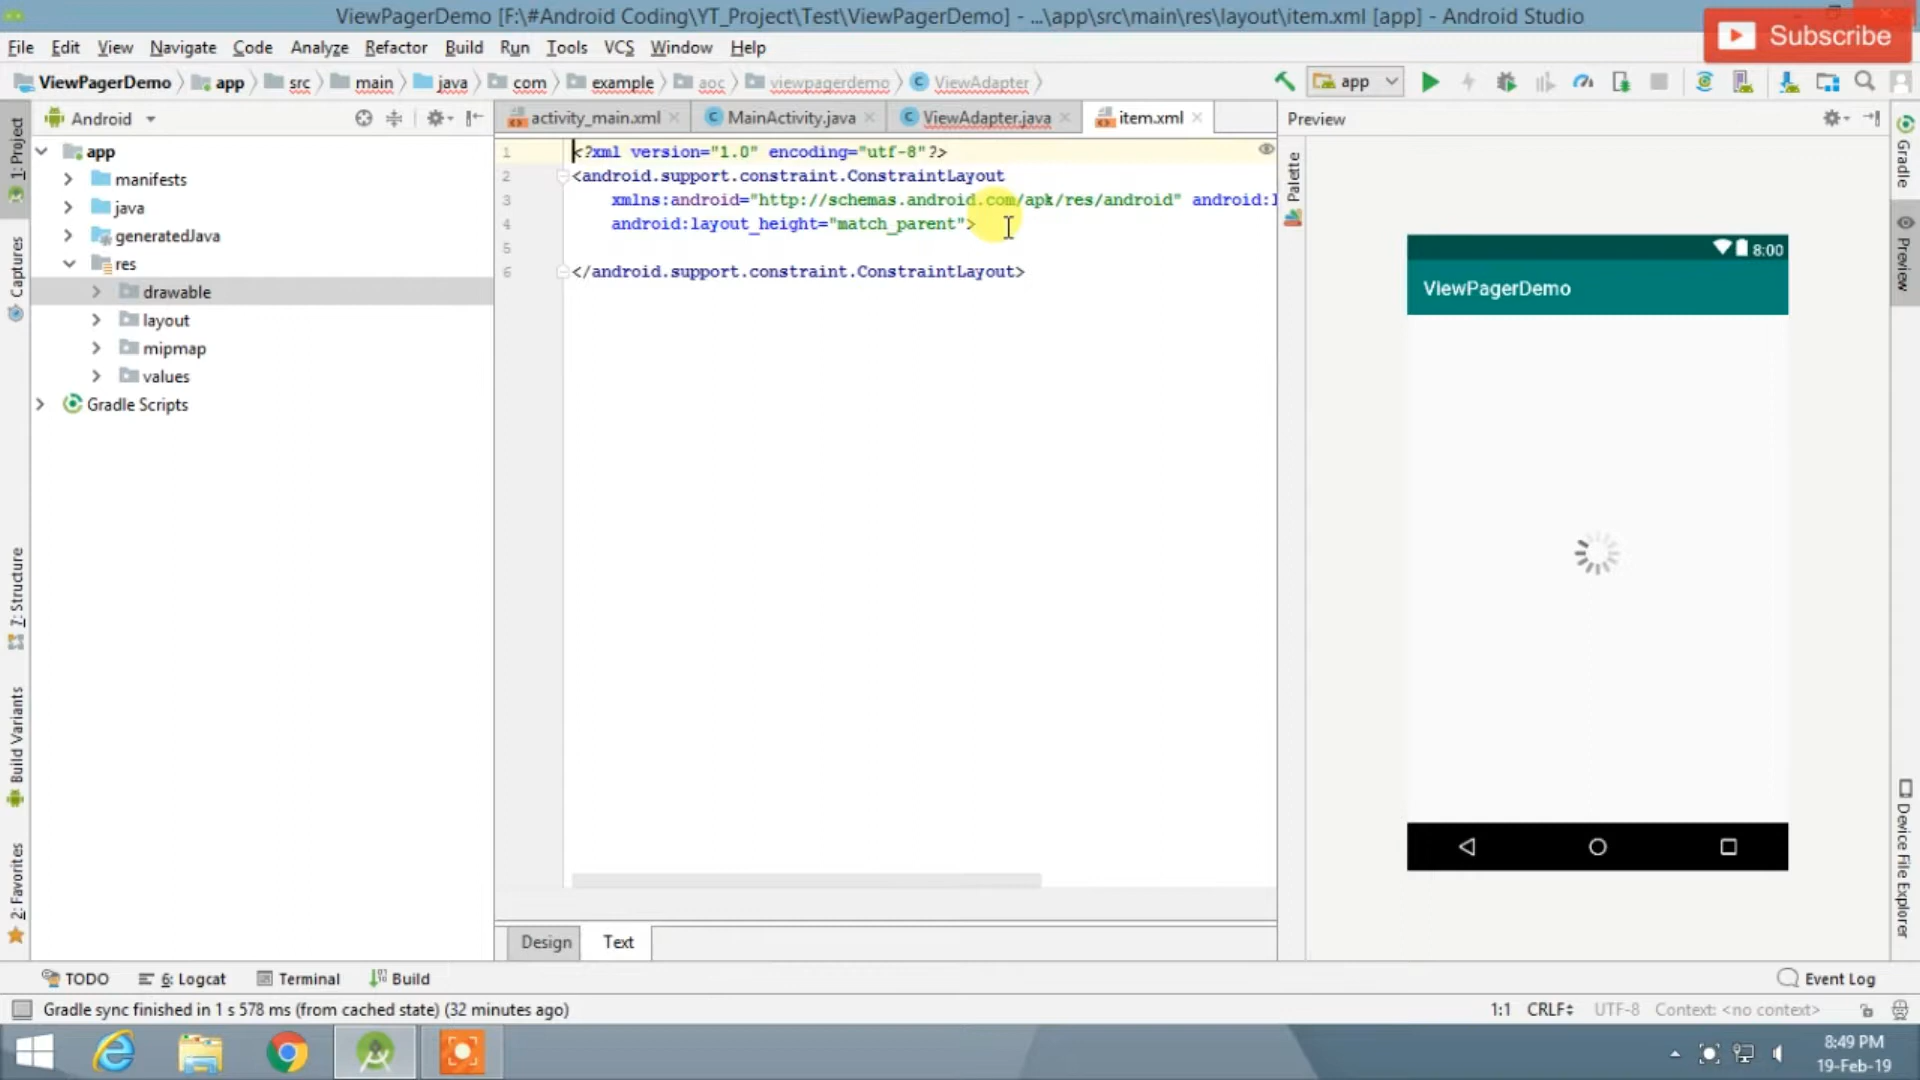 ViewPagerDemo [F:\#Android Coding\YT_Project\Test\ViewPagerDemo] - ...\app\src\main\res\layout\item.xml [app] - Android Studio
Subscribe
File Edit View Navigate Code Analyze Refactor Build Run Tools VCS Window Help
ViewPagerDemo app src main java com example aoc viewpagerdemo ViewAdapter app
1: Project
Android
activity_main.xml MainActivity.java ViewAdapter.java item.xml
Preview
Gradle
app
manifests
java
generatedJava
res
drawable
layout
mipmap
values
Gradle Scripts
1 <?xml version="1.0" encoding="utf-8"?>
2 <android.support.constraint.ConstraintLayout
3 xmlns:android="http://schemas.android.com/apk/res/android" android:l
4 android:layout_height="match_parent">
5
6 </android.support.constraint.ConstraintLayout>
Palette
8:00
ViewPagerDemo
Preview
Captures
7: Structure
Build Variants
2: Favorites
Device File Explorer
Design Text
TODO 6: Logcat Terminal Build Event Log
Gradle sync finished in 1 s 578 ms (from cached state) (32 minutes ago) 1:1 CRLF UTF-8 Context: <no context>
8:49 PM
19-Feb-19